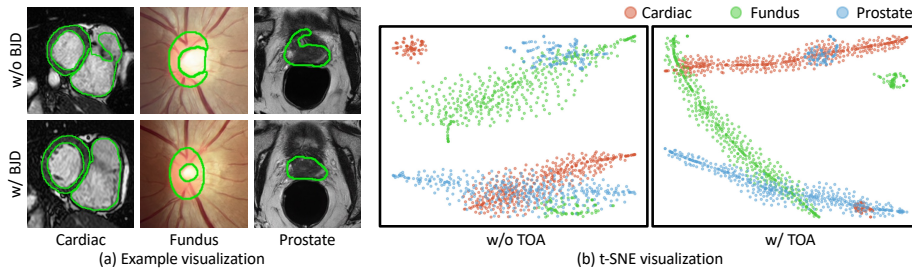 w/o BJD
w/ BJD
Cardiac
Fundus
Prostate
(a) Example visualization
Cardiac
Fundus
Prostate
w/o TOA
w/ TOA
(b) t-SNE visualization